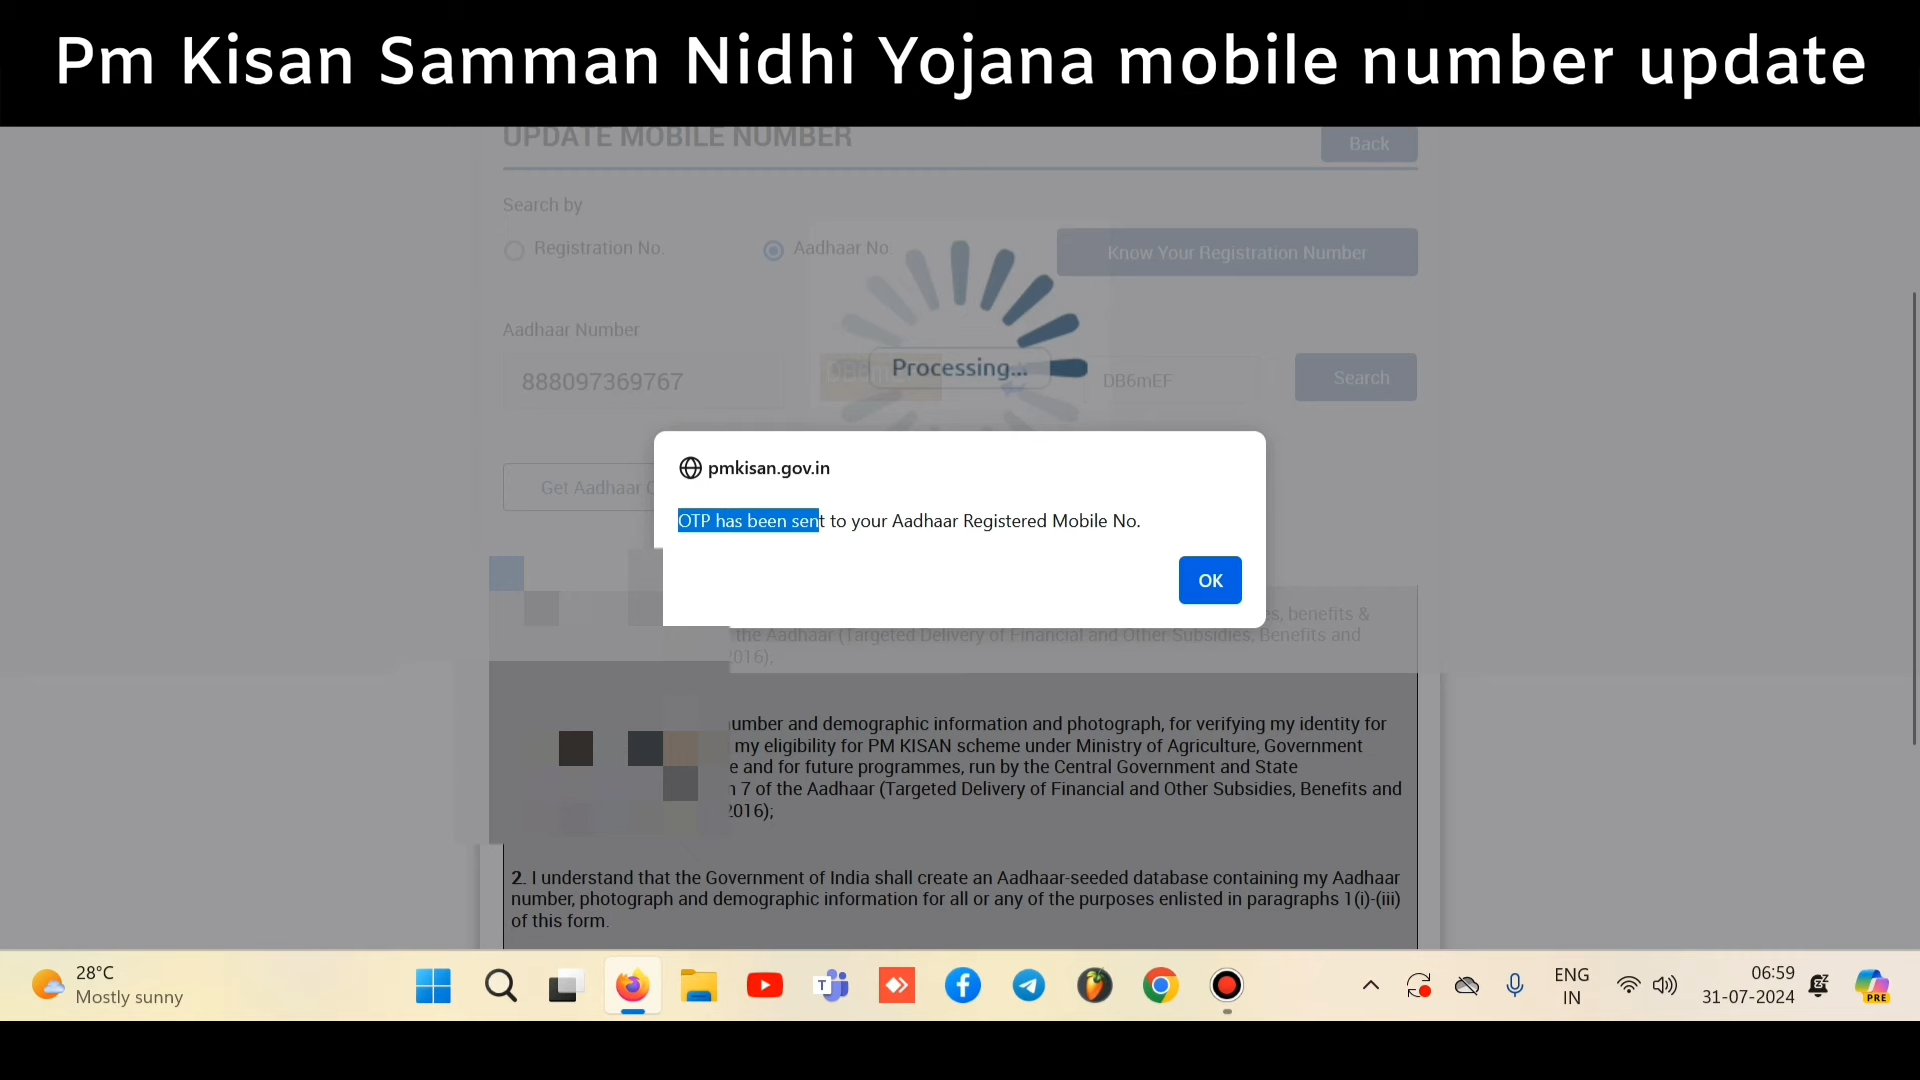 Pm Kisan Samman Nidhi Yojana mobile number update
UPDATE MOBILE NUMBER
Back
Search by
Registration No.
Aadhaar No.
Know Your Registration Number
Aadhaar Number
888097369767
Processing...
DB6mEF
Search
Get Aadhaar
pmkisan.gov.in
OTP has been sent to your Aadhaar Registered Mobile No.
OK
benefits &
the Aadhaar (Targeted Delivery of Financial and Other Subsidies, Benefits and
2016),
number and demographic information and photograph, for verifying my identity for
my eligibility for PM KISAN scheme under Ministry of Agriculture, Government
e and for future programmes, run by the Central Government and State
n 7 of the Aadhaar (Targeted Delivery of Financial and Other Subsidies, Benefits and
2016);
2. I understand that the Government of India shall create an Aadhaar-seeded database containing my Aadhaar
number, photograph and demographic information for all or any of the purposes enlisted in paragraphs 1(i)-(iii)
of this form.
28°C
Mostly sunny
ENG
IN
06:59
31-07-2024
PRE